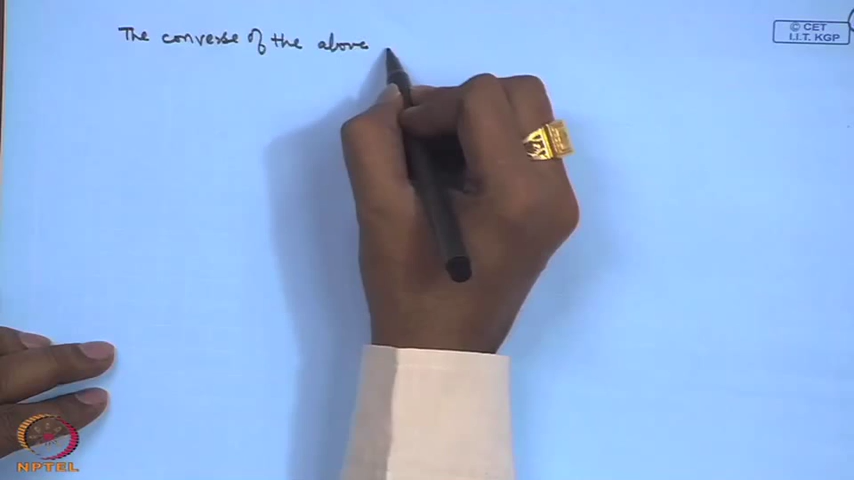 The converse of the above
© CET
I.I.T. KGP
NPTEL